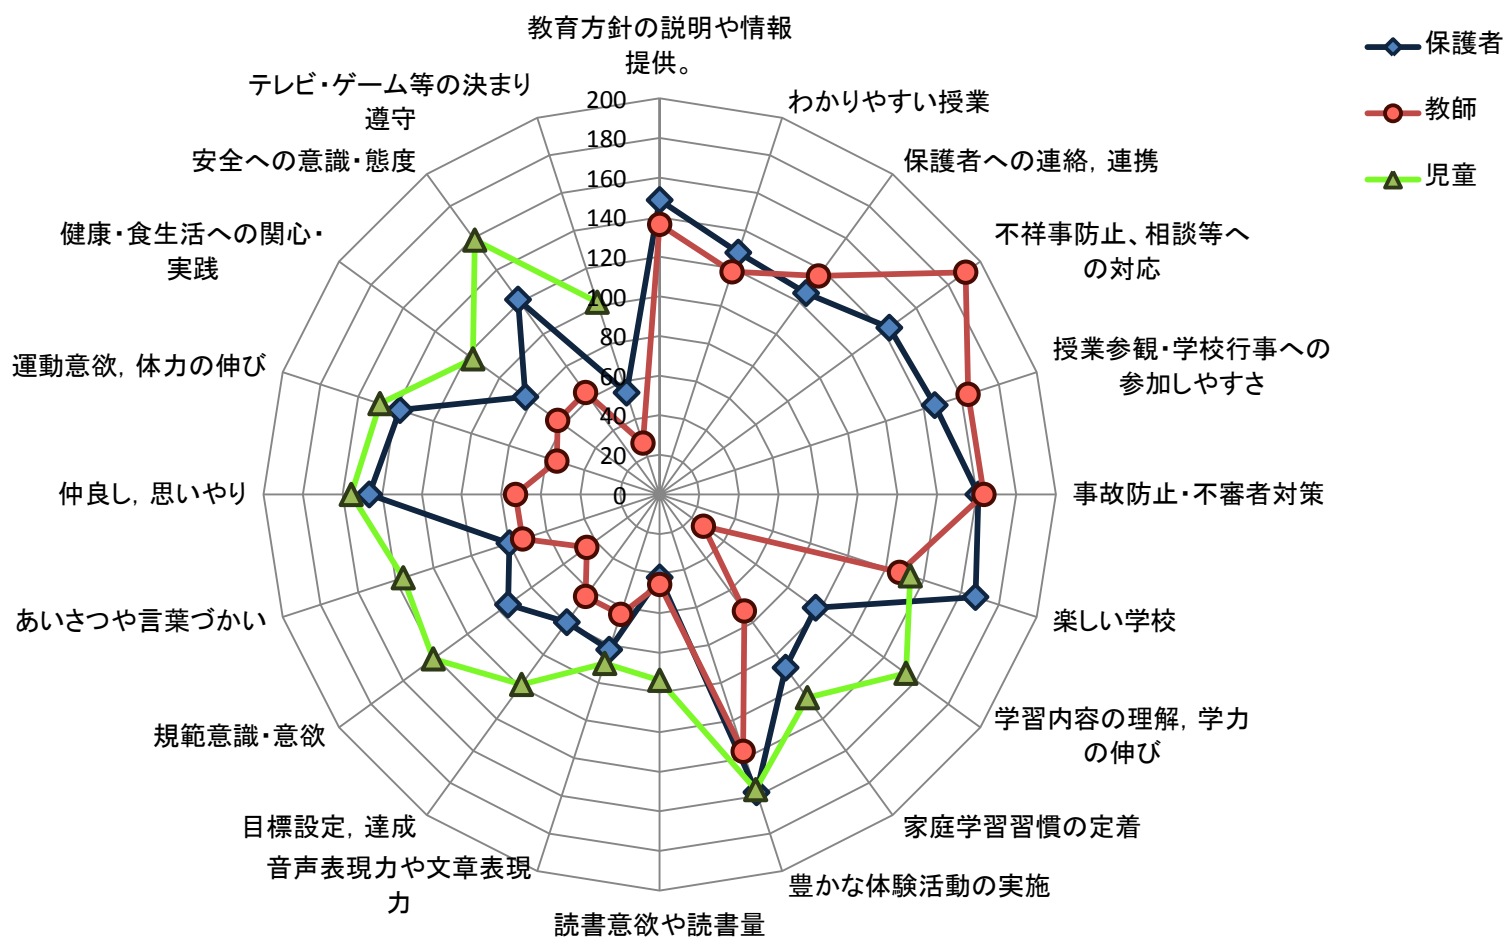 教育方針の説明や情報
提供。
わかりやすい授業
保護者への連絡, 連携
不祥事防止、相談等へ
の対応
授業参観・学校行事への
参加しやすさ
事故防止・不審者対策
楽しい学校
学習内容の理解, 学力
の伸び
家庭学習習慣の定着
豊かな体験活動の実施
読書意欲や読書量
音声表現力や文章表現
力
目標設定, 達成
規範意識・意欲
あいさつや言葉づかい
仲良し, 思いやり
運動意欲, 体力の伸び
健康・食生活への関心・
実践
安全への意識・態度
テレビ・ゲーム等の決まり
遵守
200
180
160
140
120
100
80
60
40
20
0
保護者
教師
児童